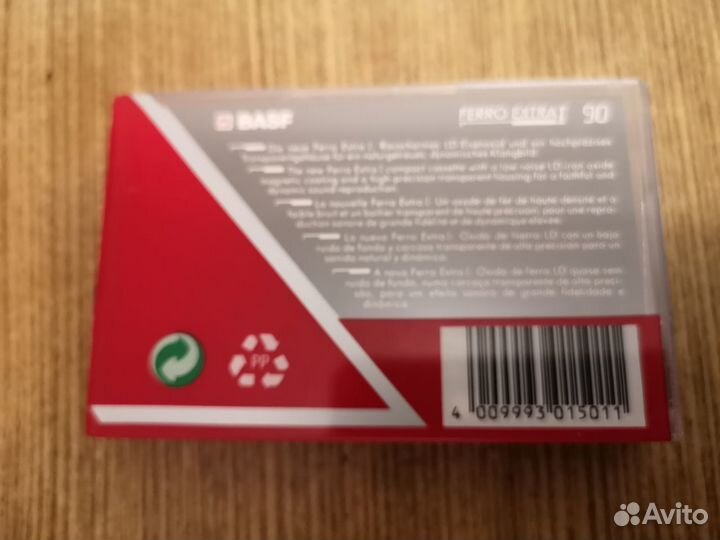 BASF
FERRO EXTRA I 90
Die neue Ferro Extra I. Rauscharmes LD-Eisenoxid und ein hochpräzises
Transparentgehäuse für ein naturgetreues, dynamisches Klangbild.
The new Ferro Extra I compact cassette with a low noise LD iron oxide
magnetic coating and a high precision transparent housing for a faithful and
dynamic sound reproduction.
La nouvelle Ferro Extra I. Un oxyde de fer de haute densité et à
faible bruit et un boîtier transparent de haute précision, pour une repro-
duction sonore de grande finesse et de dynamique élevée.
La nueva Ferro Extra I. Oxido de hierro LD con un bajo
ruido de fondo y carcaza transparente de alta precisión para un
sonido natural y dinámico.
A nova Ferro Extra I. Oxido de ferro LD quase sem
ruido de fundo, numa carcaça transparente de alta preci-
são, para um efeito sonoro de grande fidelidade e
dinâmica.
PP
4 009993 015011
Avito